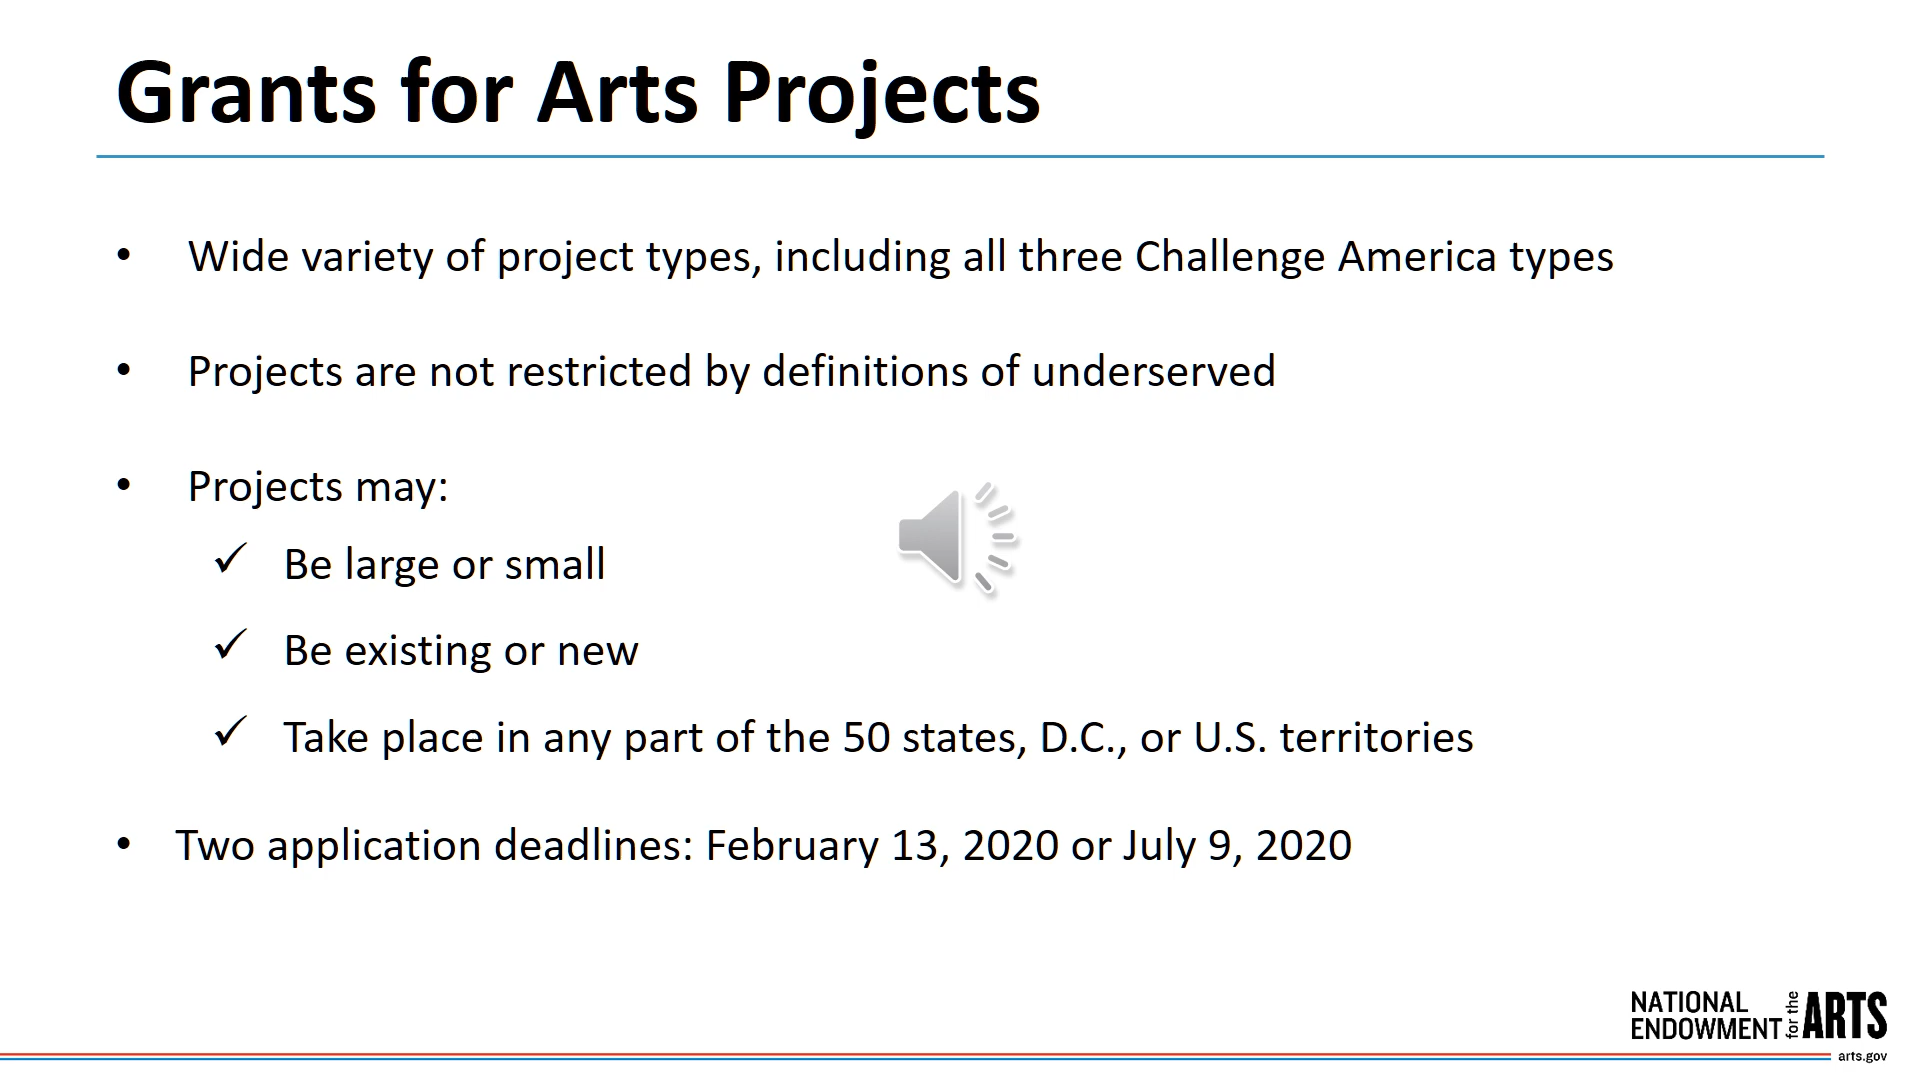 Grants for Arts Projects
• Wide variety of project types, including all three Challenge America types
• Projects are not restricted by definitions of underserved
• Projects may:
✓ Be large or small
✓ Be existing or new
✓ Take place in any part of the 50 states, D.C., or U.S. territories
• Two application deadlines: February 13, 2020 or July 9, 2020
NATIONAL
ENDOWMENT
for the
ARTS
arts.gov